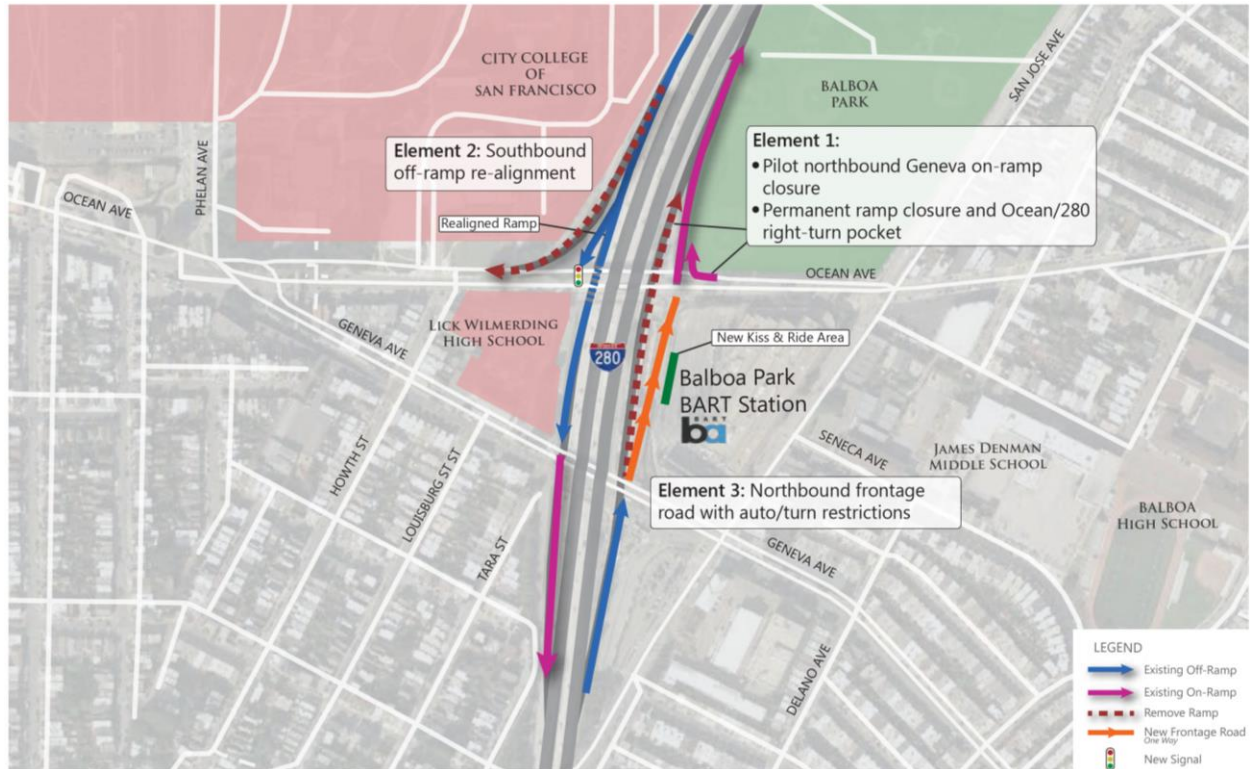 CITY COLLEGE
OF
SAN FRANCISCO
BALBOA
PARK
SAN JOSE AVE
PHELAN AVE
OCEAN AVE
Element 2: Southbound
off-ramp re-alignment
Element 1:
• Pilot northbound Geneva on-ramp
closure
• Permanent ramp closure and Ocean/280
right-turn pocket
Realigned Ramp
OCEAN AVE
GENEVA AVE
LICK WILMERDING
HIGH SCHOOL
280
New Kiss & Ride Area
Balboa Park
BART Station
BART
ba
HOWTH ST
LOUISBURG ST ST
TARA ST
SENECA AVE
JAMES DENMAN
MIDDLE SCHOOL
Element 3: Northbound frontage
road with auto/turn restrictions
BALBOA
HIGH SCHOOL
GENEVA AVE
DELANO AVE
LEGEND
Existing Off-Ramp
Existing On-Ramp
Remove Ramp
New Frontage Road
One Way
New Signal